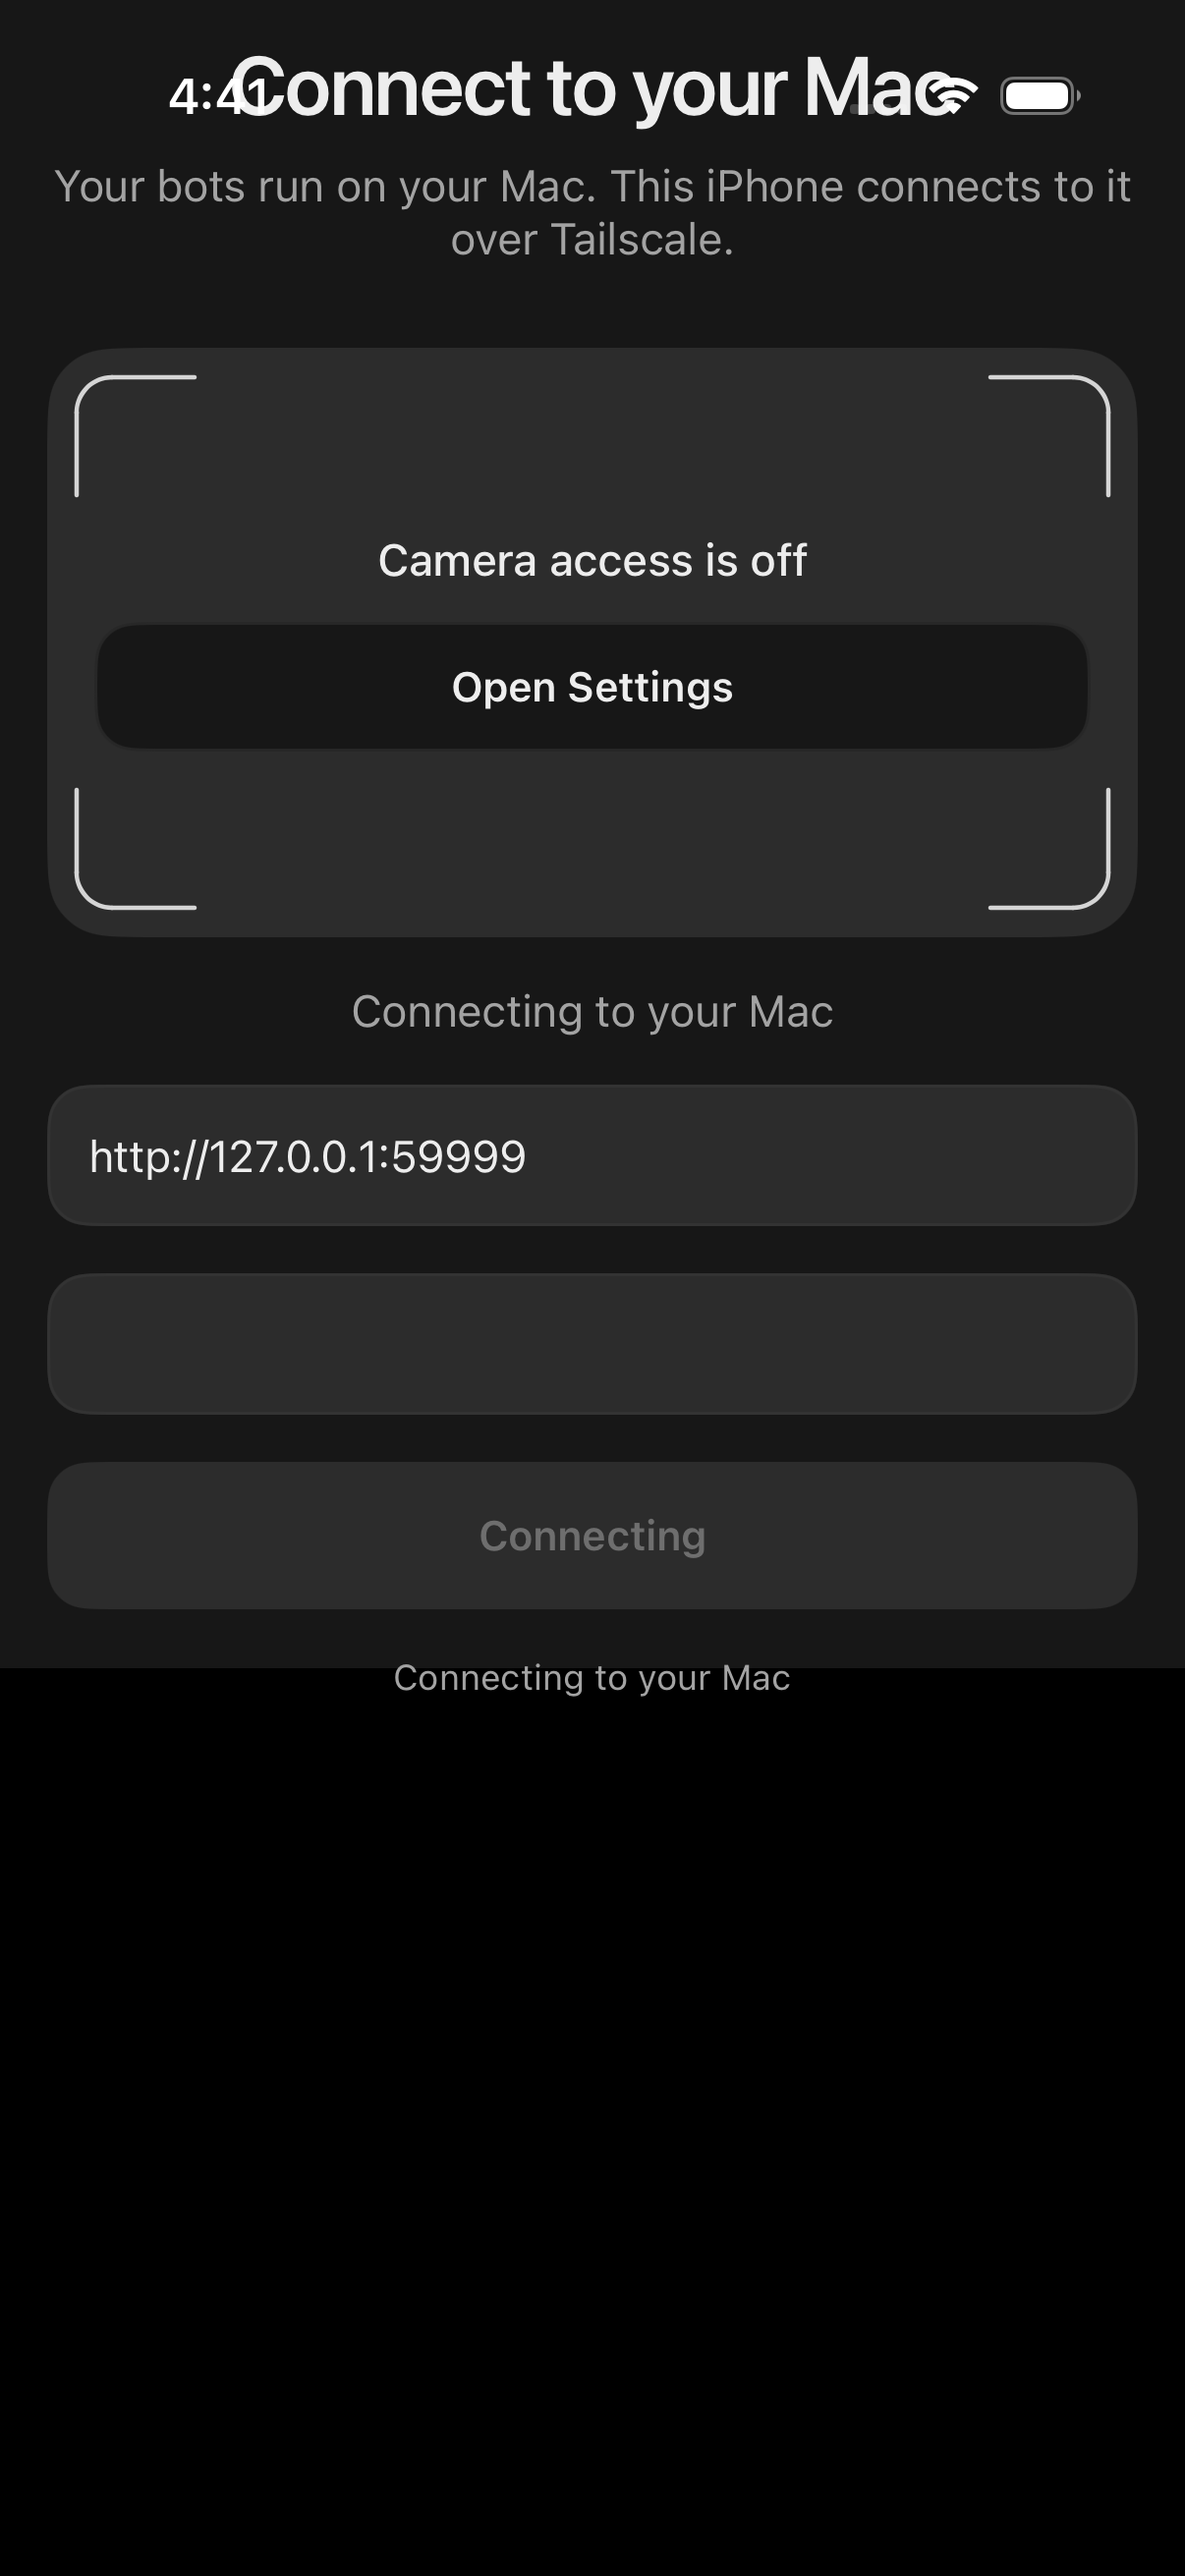 4:41
Connect to your Mac
Your bots run on your Mac. This iPhone connects to it
over Tailscale.
Camera access is off
Open Settings
Connecting to your Mac
http://127.0.0.1:59999
Connecting
Connecting to your Mac